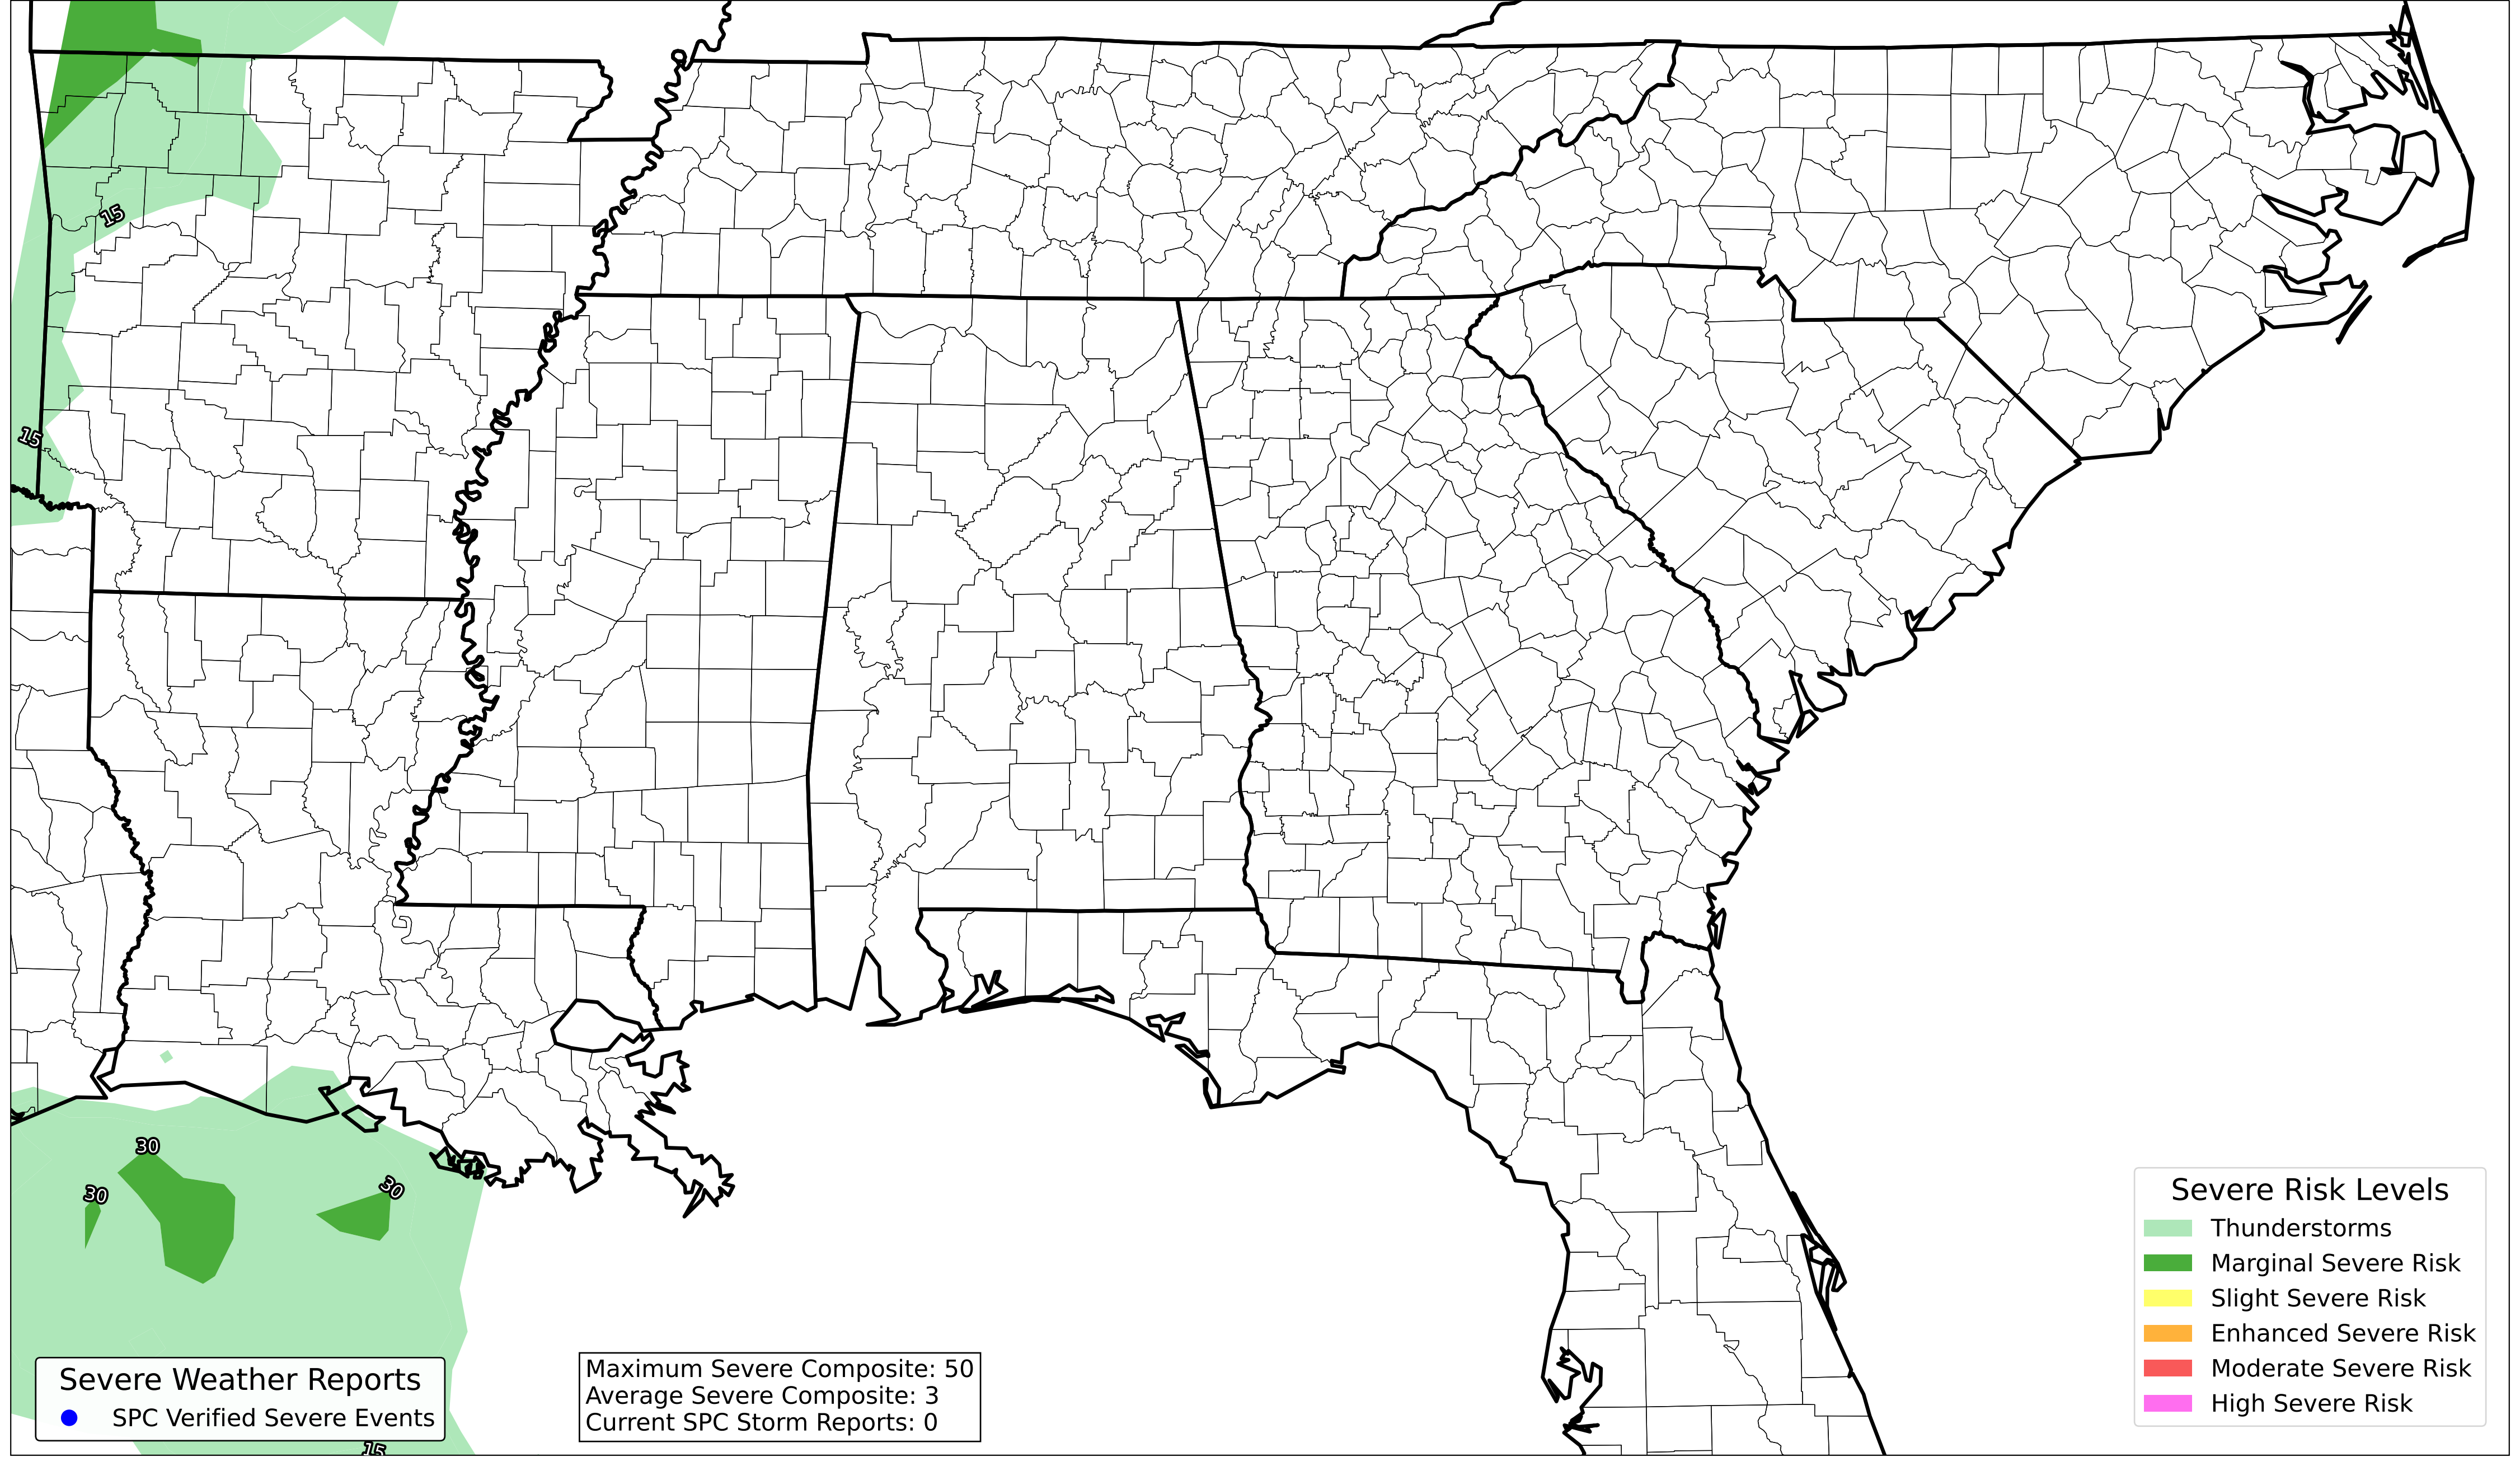 15
15
30
30
30
Severe Risk Levels
Thunderstorms
Marginal Severe Risk
Slight Severe Risk
Enhanced Severe Risk
Moderate Severe Risk
High Severe Risk
Severe Weather Reports
SPC Verified Severe Events
Maximum Severe Composite: 50
Average Severe Composite: 3
Current SPC Storm Reports: 0
15